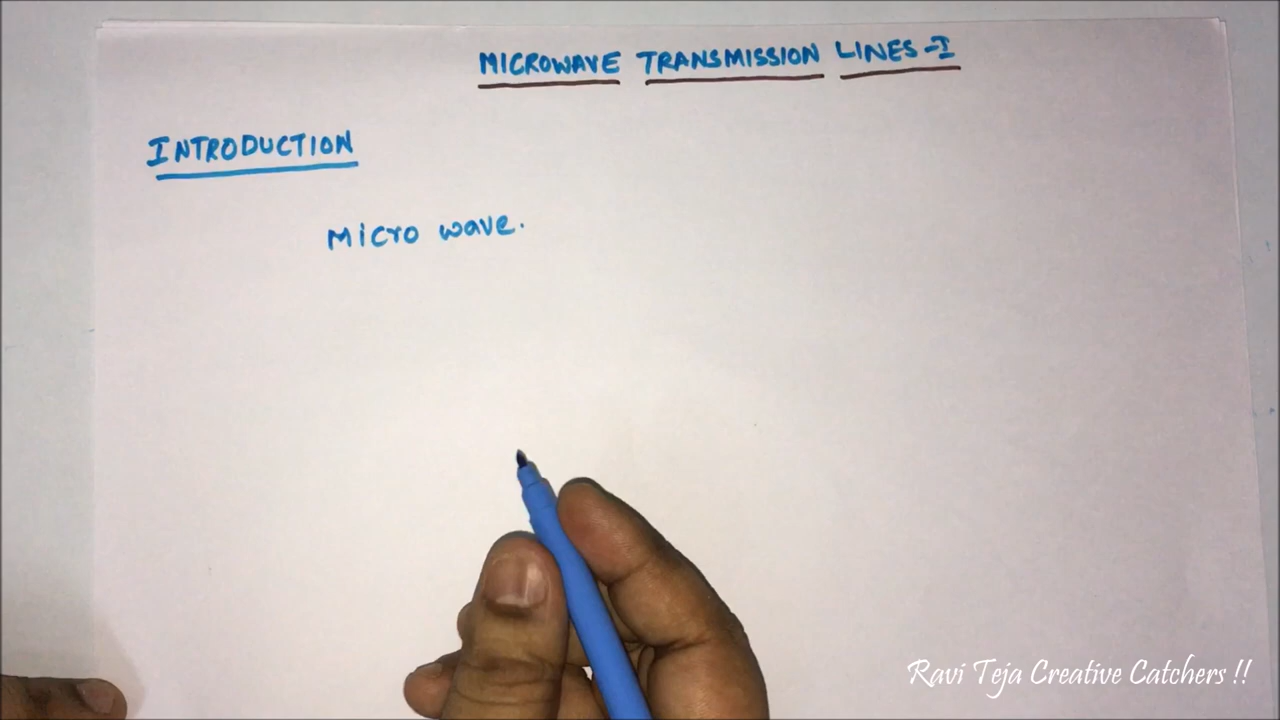 MICROWAVE TRANSMISSION LINES-I
INTRODUCTION
Micro wave.
Ravi Teja Creative Catchers !!